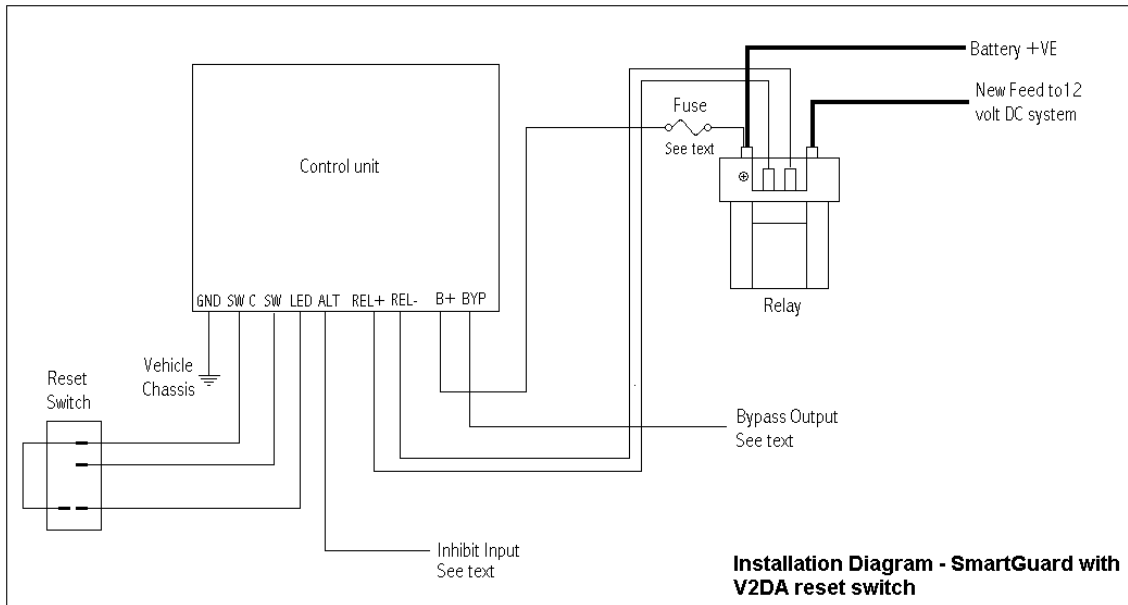 Battery +VE
New Feed to12
volt DC system
Fuse
See text
Control unit
Relay
GND SW C SW LED ALT REL+ REL- B+ BYP
Vehicle
Chassis
Reset
Switch
Bypass Output
See text
Inhibit Input
See text
Installation Diagram - SmartGuard with
V2DA reset switch